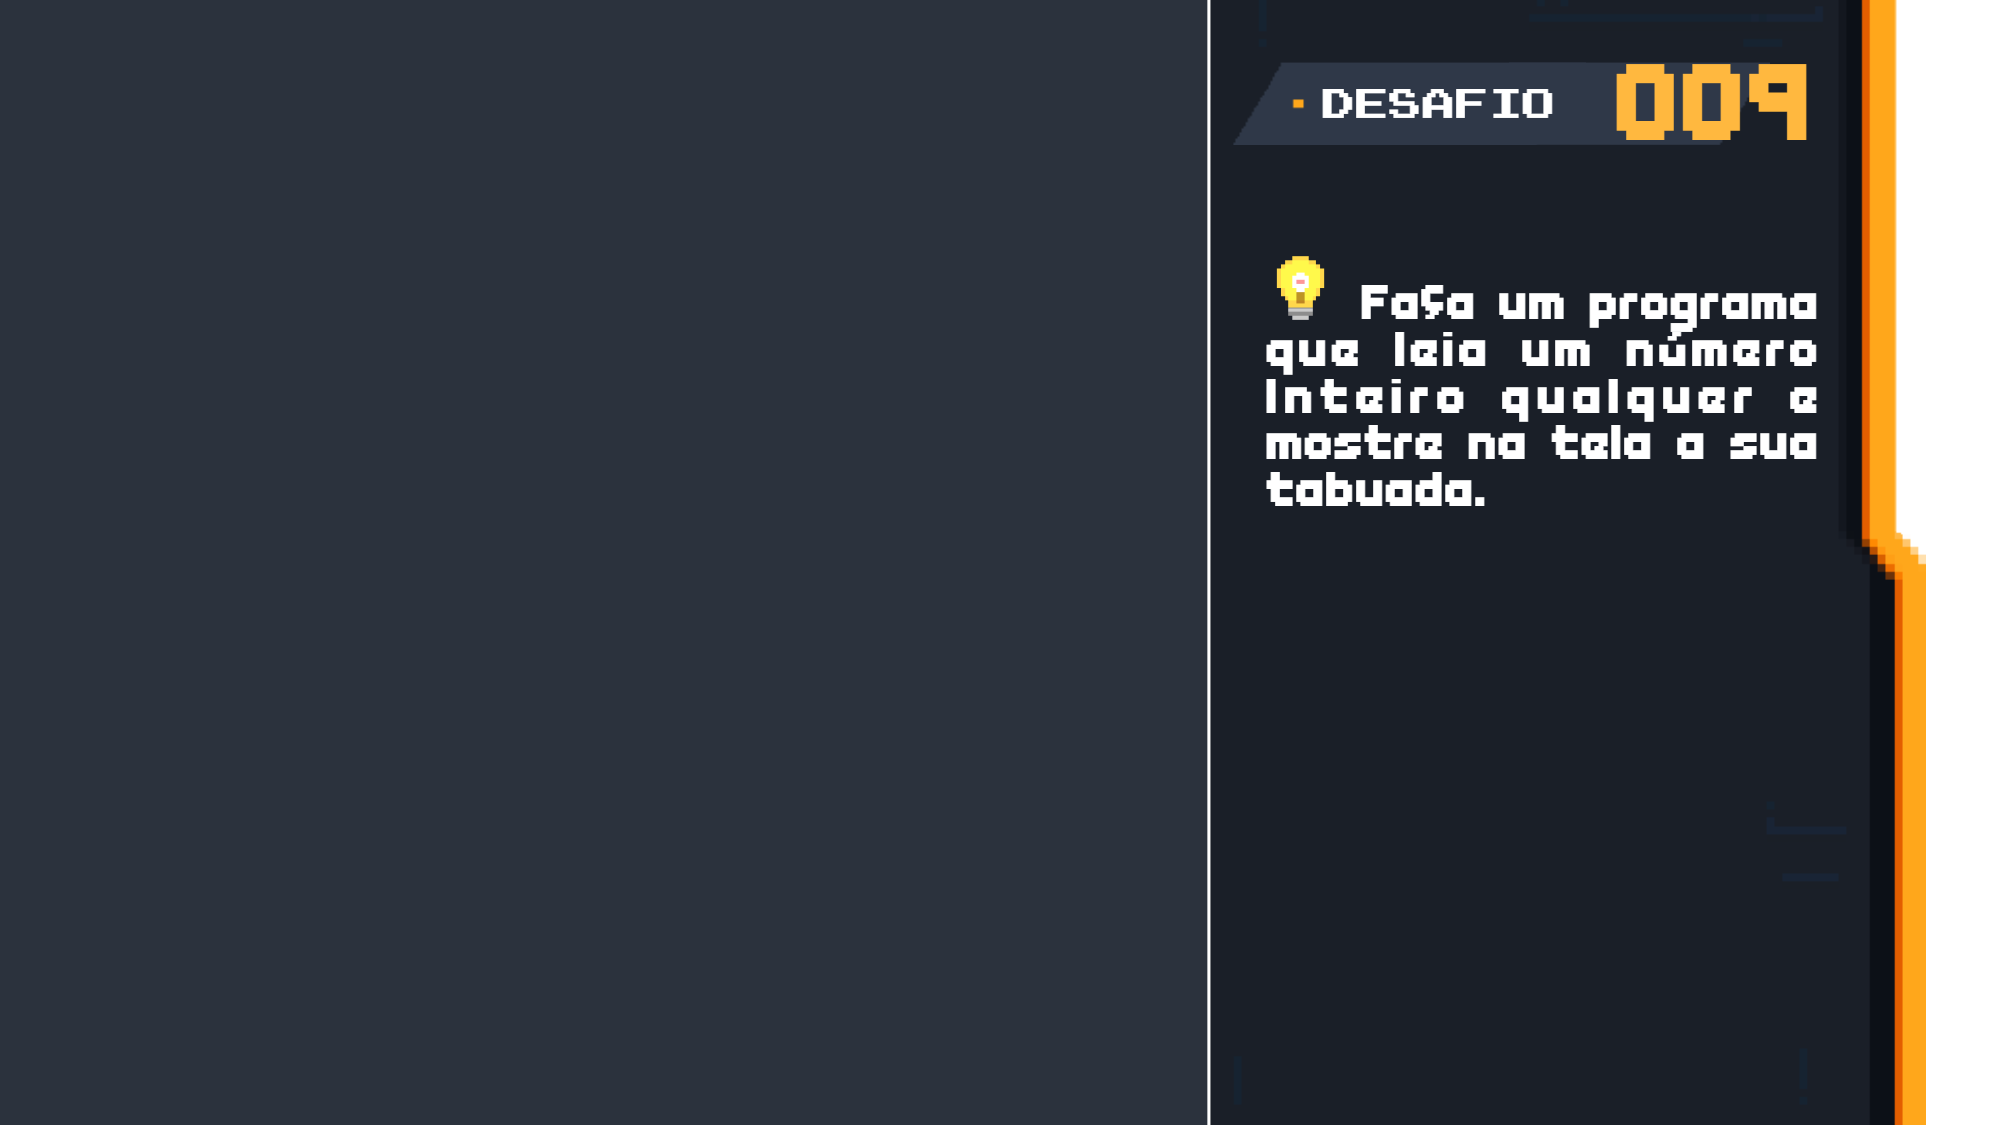 DESAFIO 009
Faça um programa
que leia um número
Inteiro qualquer e
mostre na tela a sua
tabuada.